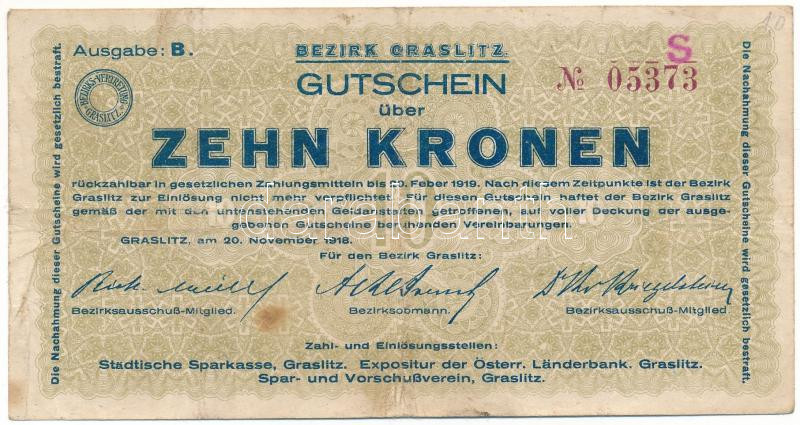 Ausgabe: B.
BEZIRK GRASLITZ.
BEZIRKS-VERTRETUNG GRASLITZ.
GUTSCHEIN
S
№ 05373
über
ZEHN KRONEN
rückzahlbar in gesetzlichen Zahlungsmitteln bis 20. Feber 1919. Nach diesem Zeitpunkte ist der Bezirk
Graslitz zur Einlösung nicht mehr verpflichtet. Für diesen Gutschein haftet der Bezirk Graslitz
gemäß der mit den untenstehenden Geldanstalten getroffenen, auf voller Deckung der ausge-
gebenen Gutscheine beruhenden Vereinbarungen.
GRASLITZ, am 20. November 1918.
Für den Bezirk Graslitz:
Bezirksausschuß-Mitglied. Bezirksobmann. Bezirksausschuß-Mitglied.
Zahl- und Einlösungsstellen:
Städtische Sparkasse, Graslitz. Expositur der Österr. Länderbank. Graslitz.
Spar- und Vorschußverein, Graslitz.
Die Nachahmung dieser Gutscheine wird gesetzlich bestraft.
Die Nachahmung dieser Gutscheine wird gesetzlich bestraft.
darabanth